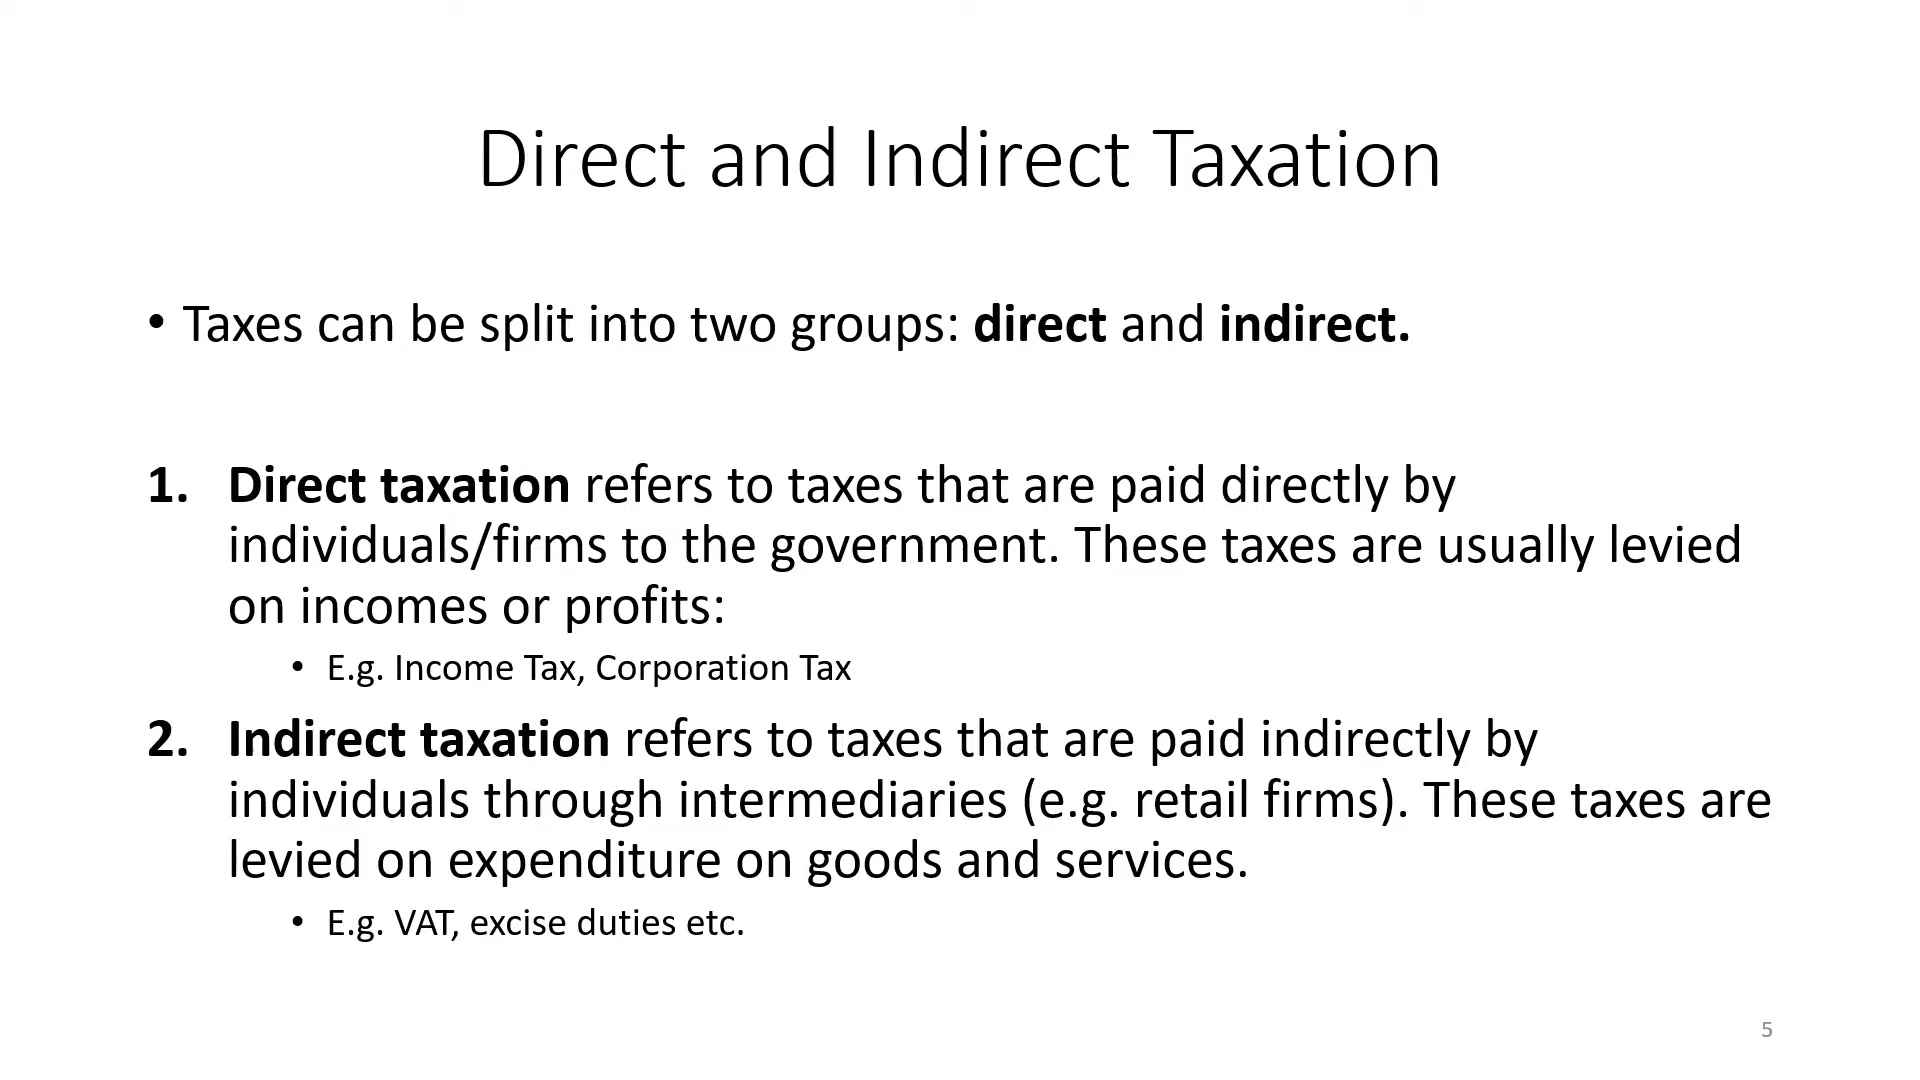 Direct and Indirect Taxation
• Taxes can be split into two groups: direct and indirect.
1. Direct taxation refers to taxes that are paid directly by
individuals/firms to the government. These taxes are usually levied
on incomes or profits:
• E.g. Income Tax, Corporation Tax
2. Indirect taxation refers to taxes that are paid indirectly by
individuals through intermediaries (e.g. retail firms). These taxes are
levied on expenditure on goods and services.
• E.g. VAT, excise duties etc.
5